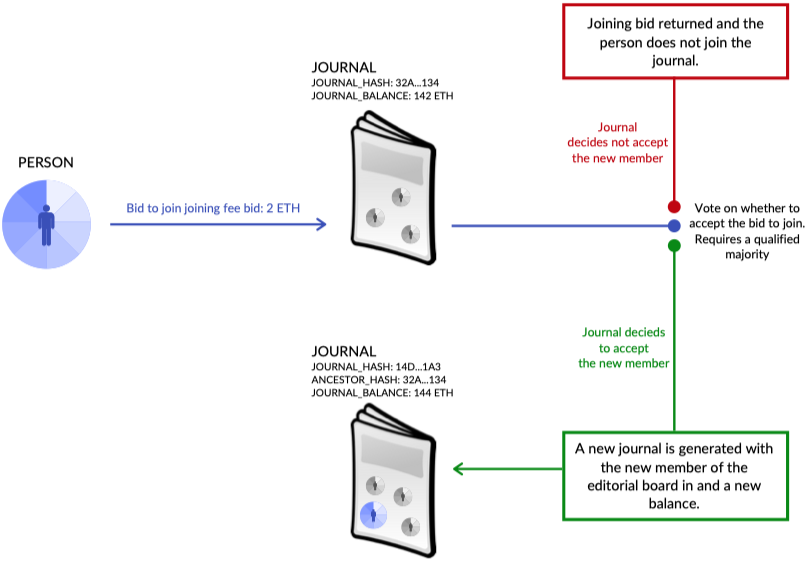 Joining bid returned and the
person does not join the
journal.
JOURNAL
JOURNAL_HASH: 32A...134
JOURNAL_BALANCE: 142 ETH
Journal
decides not accept
the new member
PERSON
Bid to join joining fee bid: 2 ETH
Vote on whether to
accept the bid to join.
Requires a qualified
majority
Journal decieds
to accept
the new member
JOURNAL
JOURNAL_HASH: 14D...1A3
ANCESTOR_HASH: 32A...134
JOURNAL_BALANCE: 144 ETH
A new journal is generated with
the new member of the
editorial board in and a new
balance.